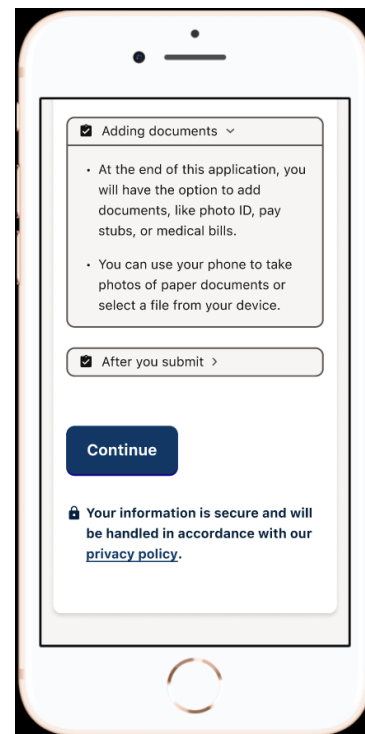 Adding documents
• At the end of this application, you
will have the option to add
documents, like photo ID, pay
stubs, or medical bills.
• You can use your phone to take
photos of paper documents or
select a file from your device.
After you submit >
Continue
Your information is secure and will
be handled in accordance with our
privacy policy.